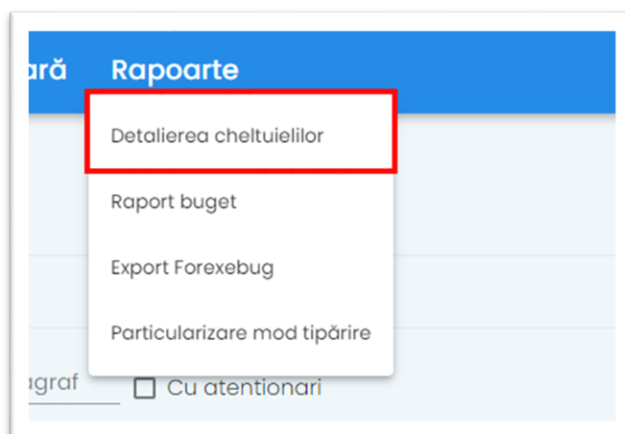 ară Rapoarte
Detalierea cheltuielilor
Raport buget
Export Forexebug
Particularizare mod tipărire
agraf Cu atentionari